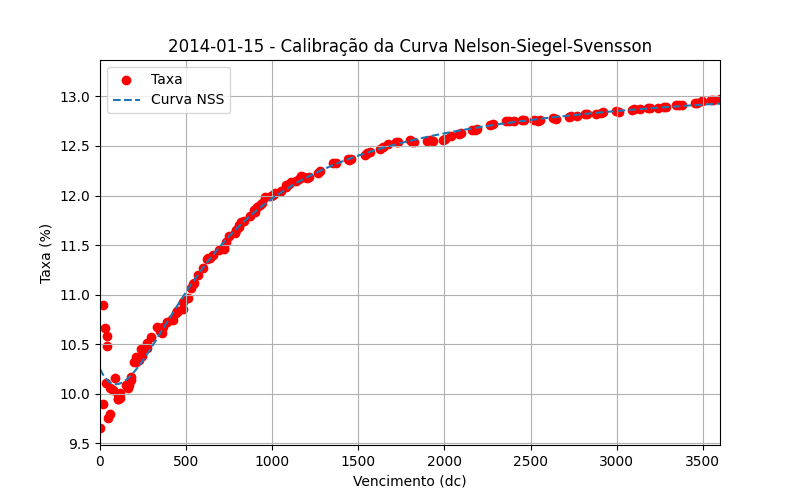 2014-01-15 - Calibração da Curva Nelson-Siegel-Svensson
Taxa
Curva NSS
Taxa (%)
13.0
12.5
12.0
11.5
11.0
10.5
10.0
9.5
0 500 1000 1500 2000 2500 3000 3500
Vencimento (dc)